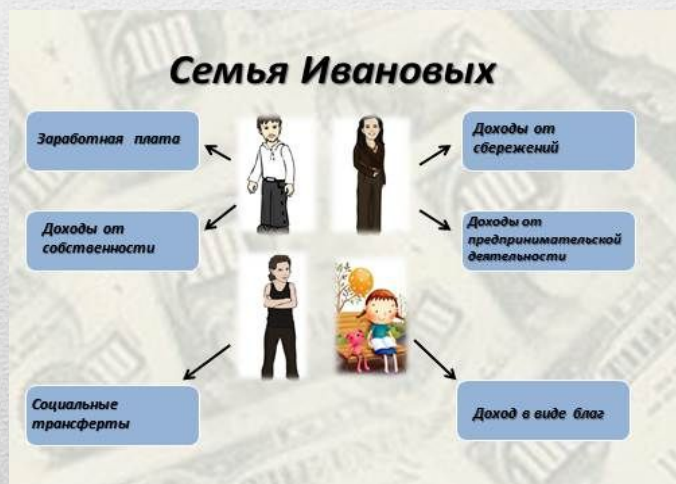 Семья Ивановых
Заработная плата
Доходы от
сбережений
Доходы от
собственности
Доходы от
предпринимательской
деятельности
Социальные
трансферты
Доход в виде благ